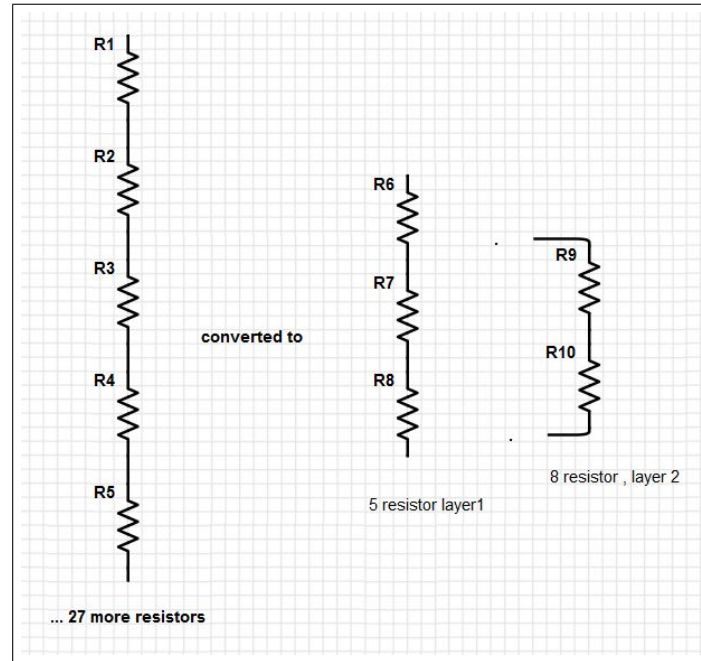 R1
R2
R3
R4
R5
... 27 more resistors
converted to
R6
R7
R8
5 resistor layer1
R9
R10
8 resistor , layer 2